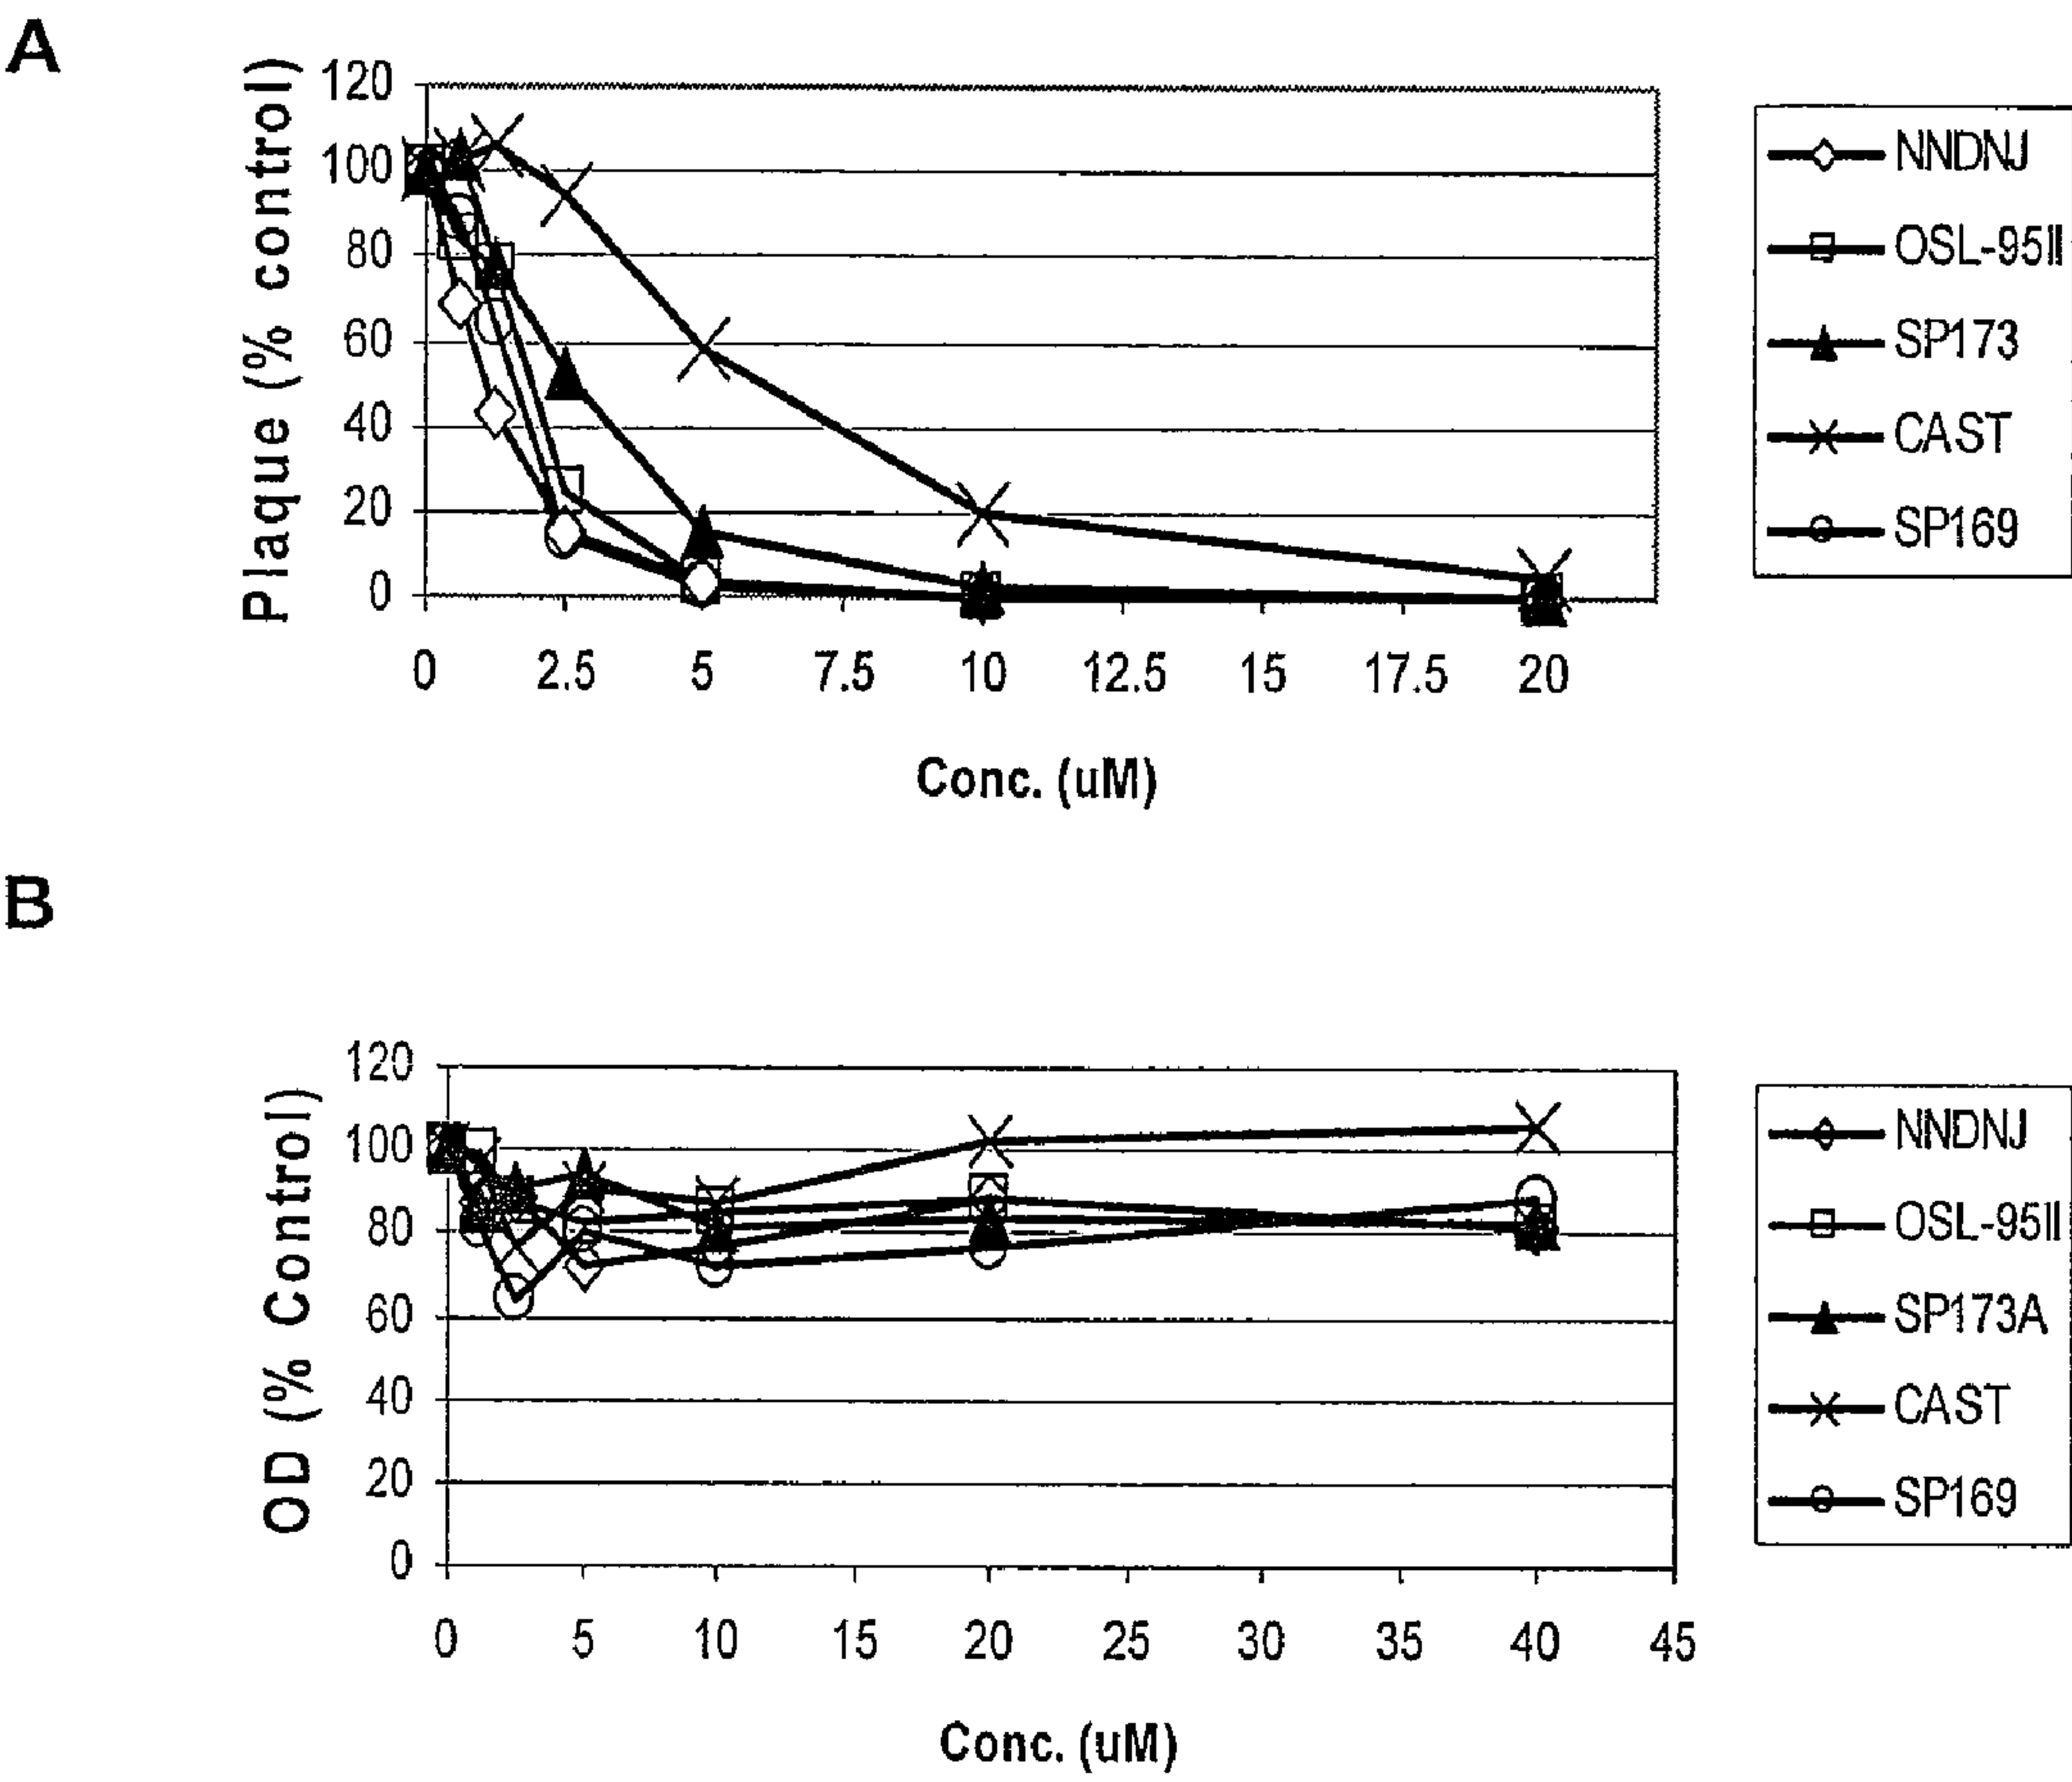 A
Plaque (% control)
120
100
80
60
40
20
0
0 2.5 5 7.5 10 12.5 15 17.5 20
Conc. (uM)
NNDNJ
OSL-95II
SP173
CAST
SP169
B
OD (% Control)
120
100
80
60
40
20
0
0 5 10 15 20 25 30 35 40 45
Conc. (uM)
NNDNJ
OSL-95II
SP173A
CAST
SP169